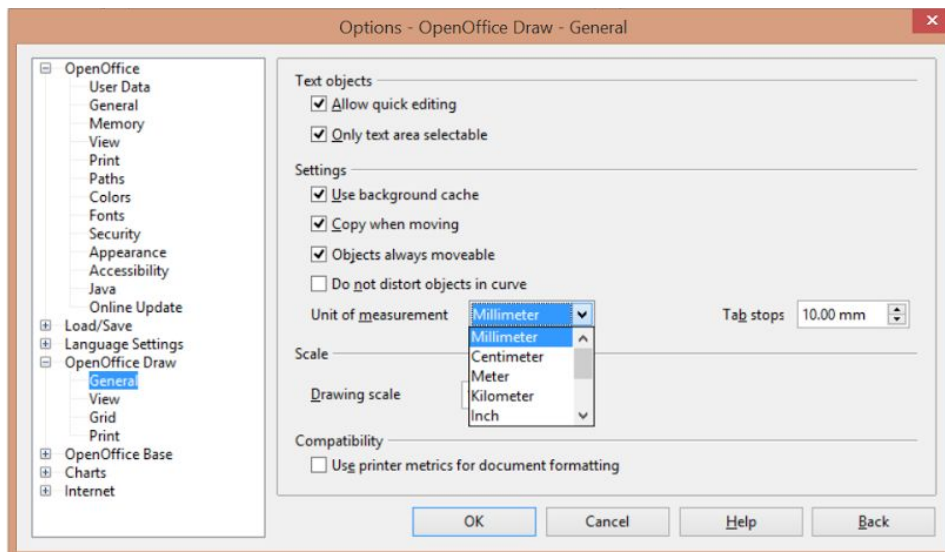 Options - OpenOffice Draw - General
OpenOffice
User Data
General
Memory
View
Print
Paths
Colors
Fonts
Security
Appearance
Accessibility
Java
Online Update
Load/Save
Language Settings
OpenOffice Draw
General
View
Grid
Print
OpenOffice Base
Charts
Internet
Text objects
Allow quick editing
Only text area selectable
Settings
Use background cache
Copy when moving
Objects always moveable
Do not distort objects in curve
Unit of measurement Millimeter Tab stops 10.00 mm
Millimeter
Centimeter
Meter
Kilometer
Inch
Scale
Drawing scale
Compatibility
Use printer metrics for document formatting
OK Cancel Help Back